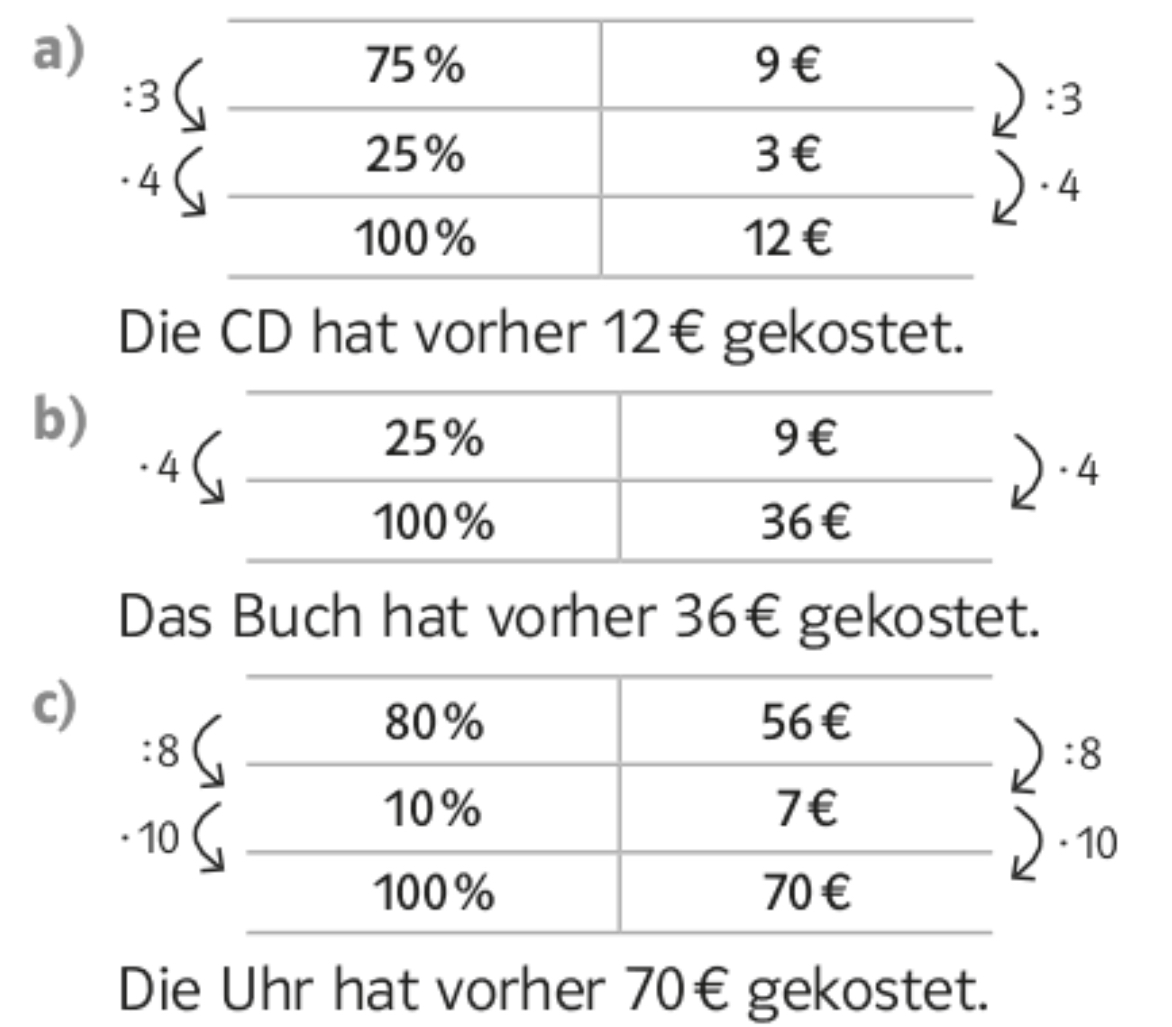 a)
75 % 9 €
:3 :3
25 % 3 €
· 4 · 4
100 % 12 €
Die CD hat vorher 12 € gekostet.
b)
25 % 9 €
· 4 · 4
100 % 36 €
Das Buch hat vorher 36 € gekostet.
c)
80 % 56 €
:8 :8
10 % 7 €
· 10 · 10
100 % 70 €
Die Uhr hat vorher 70 € gekostet.